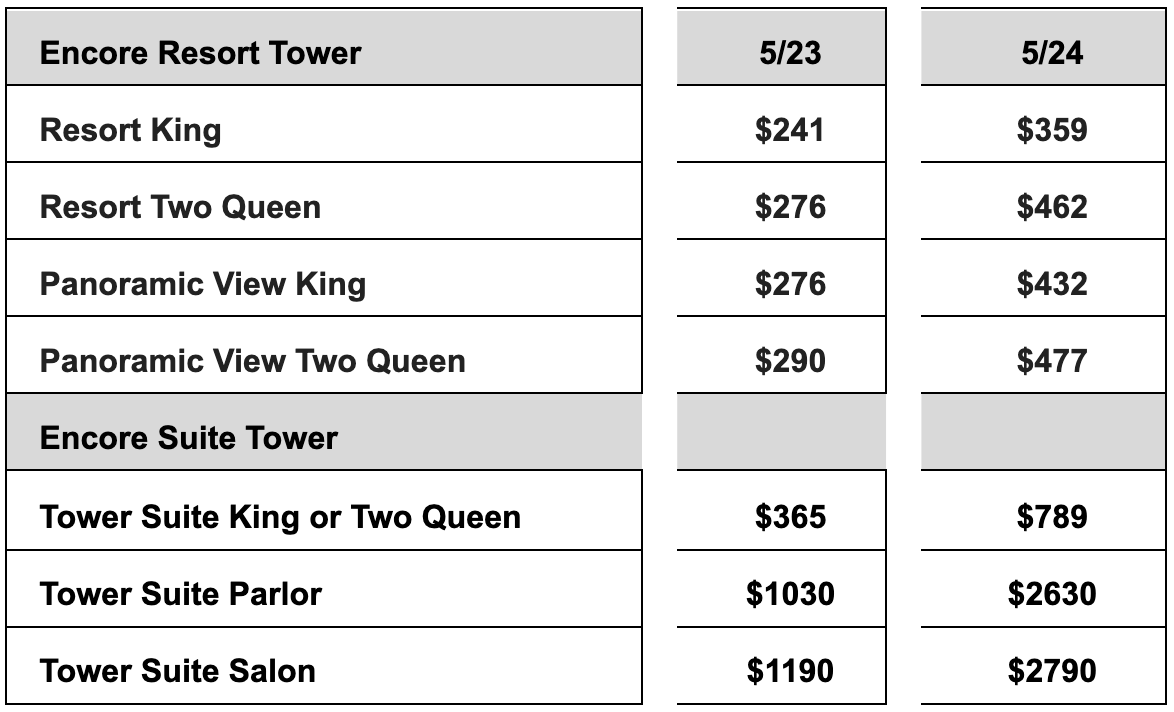 Encore Resort Tower 5/23 5/24
Resort King $241 $359
Resort Two Queen $276 $462
Panoramic View King $276 $432
Panoramic View Two Queen $290 $477
Encore Suite Tower
Tower Suite King or Two Queen $365 $789
Tower Suite Parlor $1030 $2630
Tower Suite Salon $1190 $2790